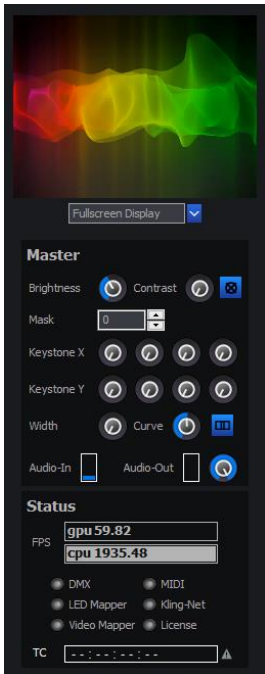 Fullscreen Display
Master
Brightness Contrast
Mask 0
Keystone X
Keystone Y
Width Curve
Audio-In Audio-Out
Status
FPS gpu 59.82
cpu 1935.48
DMX MIDI
LED Mapper Kling-Net
Video Mapper License
TC --:--:--:--